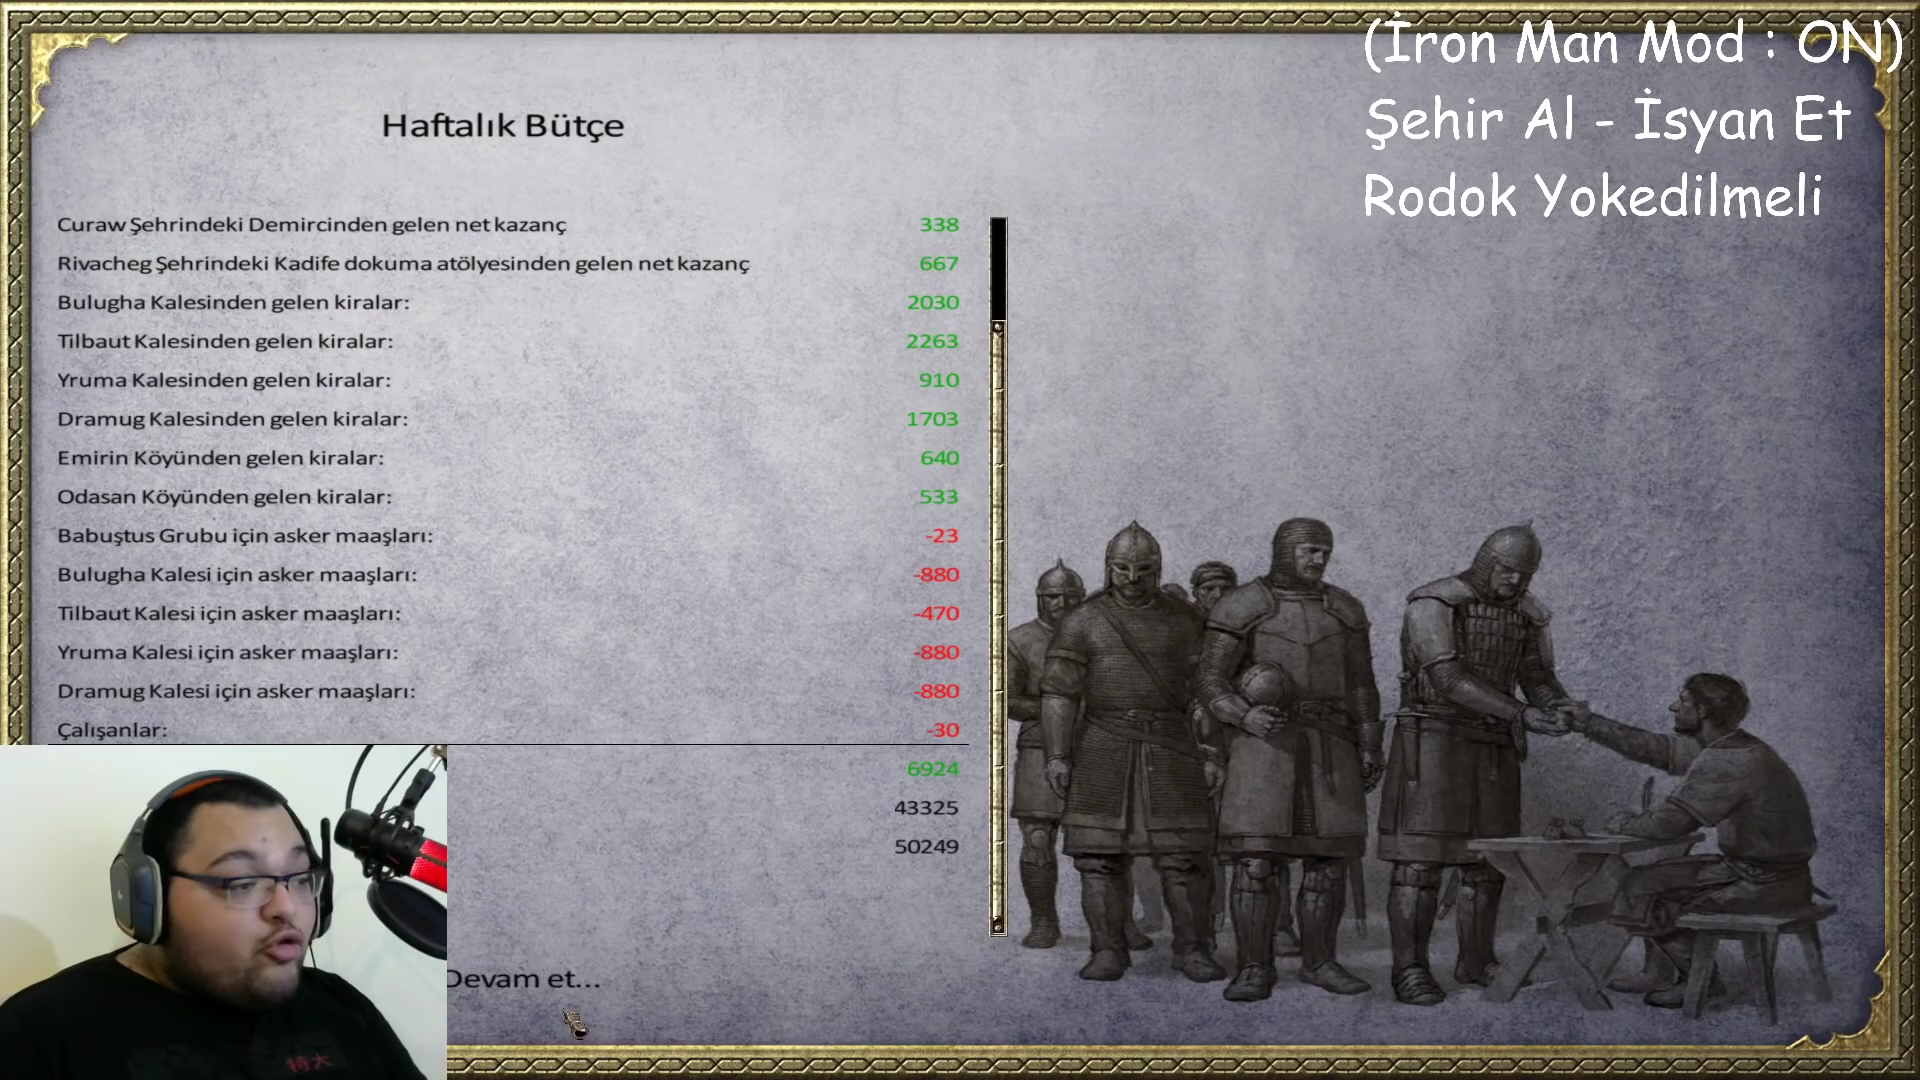 (İron Man Mod : ON)
Şehir Al - İsyan Et
Rodok Yokedilmeli
Haftalık Bütçe
Curaw Şehrindeki Demircinden gelen net kazanç 338
Rivacheg Şehrindeki Kadife dokuma atölyesinden gelen net kazanç 667
Bulugha Kalesinden gelen kiralar: 2030
Tilbaut Kalesinden gelen kiralar: 2263
Yruma Kalesinden gelen kiralar: 910
Dramug Kalesinden gelen kiralar: 1703
Emirin Köyünden gelen kiralar: 640
Odasan Köyünden gelen kiralar: 533
Babuştus Grubu için asker maaşları: -23
Bulugha Kalesi için asker maaşları: -880
Tilbaut Kalesi için asker maaşları: -470
Yruma Kalesi için asker maaşları: -880
Dramug Kalesi için asker maaşları: -880
Çalışanlar: -30
6924
43325
50249
Devam et...
特大